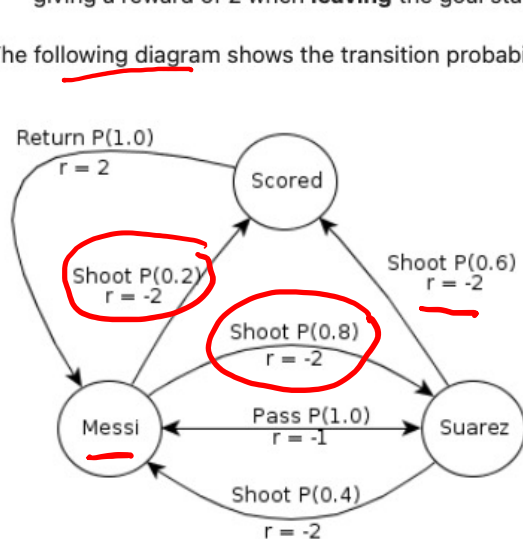 giving a reward of 2 when leaving the goal sta
he following diagram shows the transition probabi
Return P(1.0)
r = 2
Scored
Shoot P(0.2)
r = -2
Shoot P(0.6)
r = -2
Shoot P(0.8)
r = -2
Messi
Pass P(1.0)
r = -1
Suarez
Shoot P(0.4)
r = -2